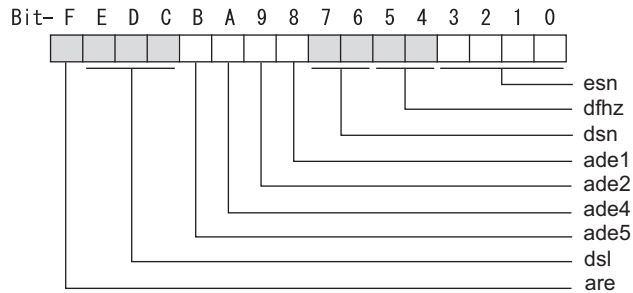 Bit- F E D C B A 9 8 7 6 5 4 3 2 1 0
esn
dfhz
dsn
ade1
ade2
ade4
ade5
dsl
are